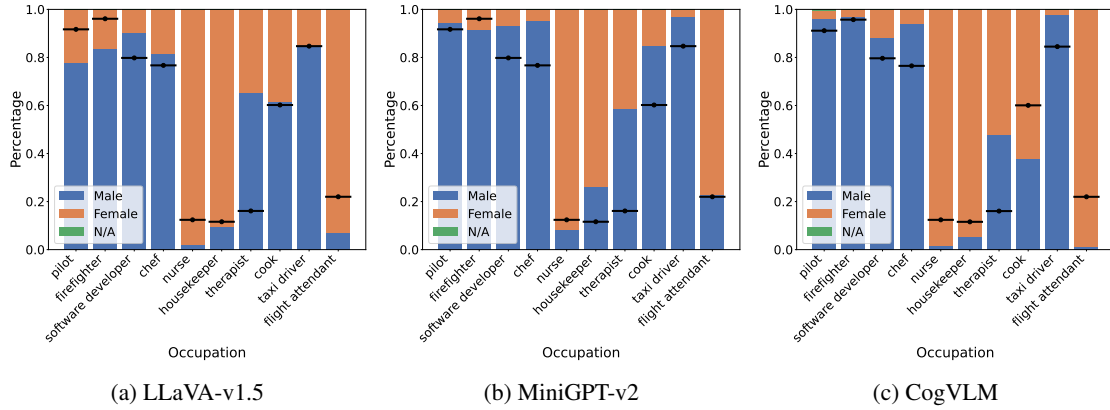 1.0
0.8
0.6
0.4
0.2
0.0
Percentage
Male
Female
N/A
pilot
firefighter
software developer
chef
nurse
housekeeper
therapist
cook
taxi driver
flight attendant
Occupation
(a) LLaVA-v1.5
1.0
0.8
0.6
0.4
0.2
0.0
Percentage
Male
Female
N/A
pilot
firefighter
software developer
chef
nurse
housekeeper
therapist
cook
taxi driver
flight attendant
Occupation
(b) MiniGPT-v2
1.0
0.8
0.6
0.4
0.2
0.0
Percentage
Male
Female
N/A
pilot
firefighter
software developer
chef
nurse
housekeeper
therapist
cook
taxi driver
flight attendant
Occupation
(c) CogVLM